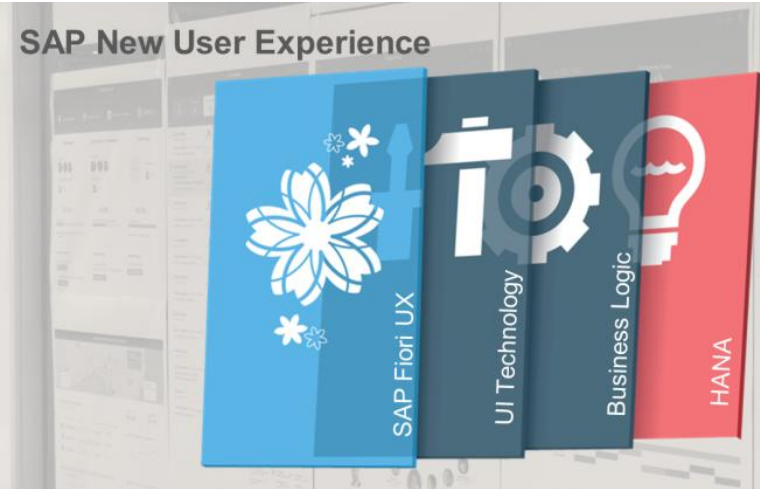 SAP New User Experience
SAP Fiori UX
UI Technology
Business Logic
HANA